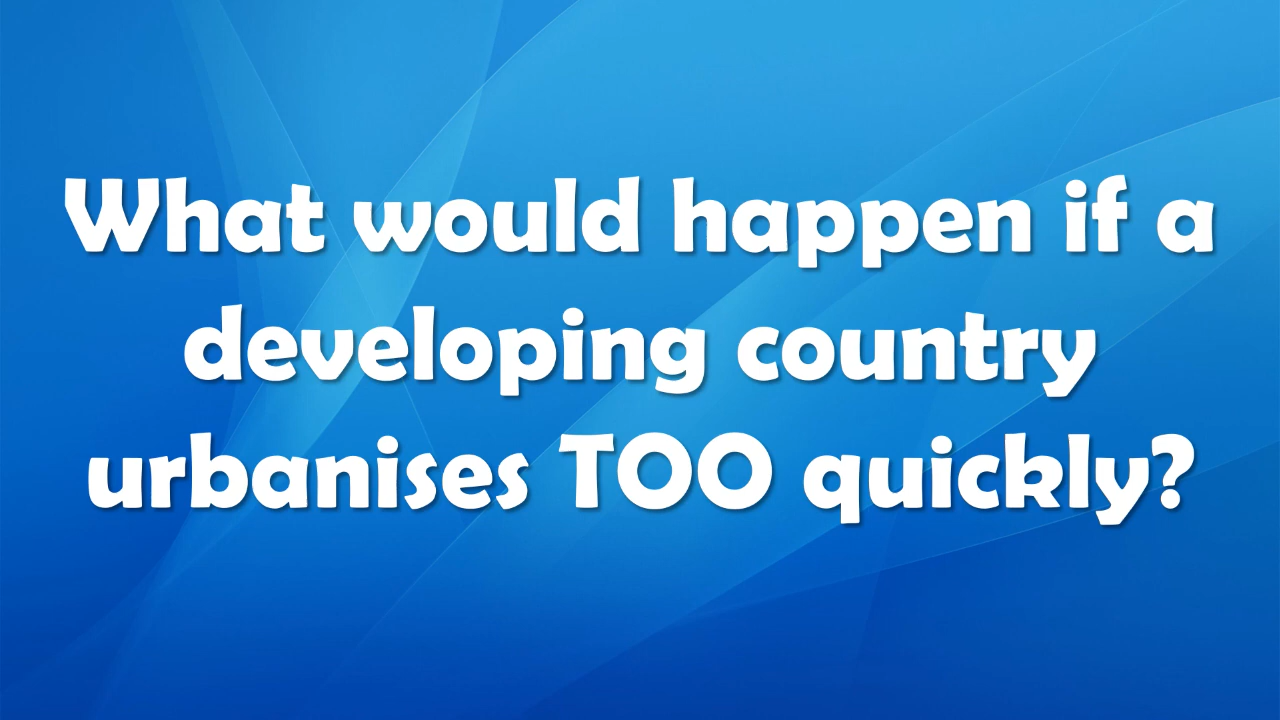 What would happen if a
developing country
urbanises TOO quickly?